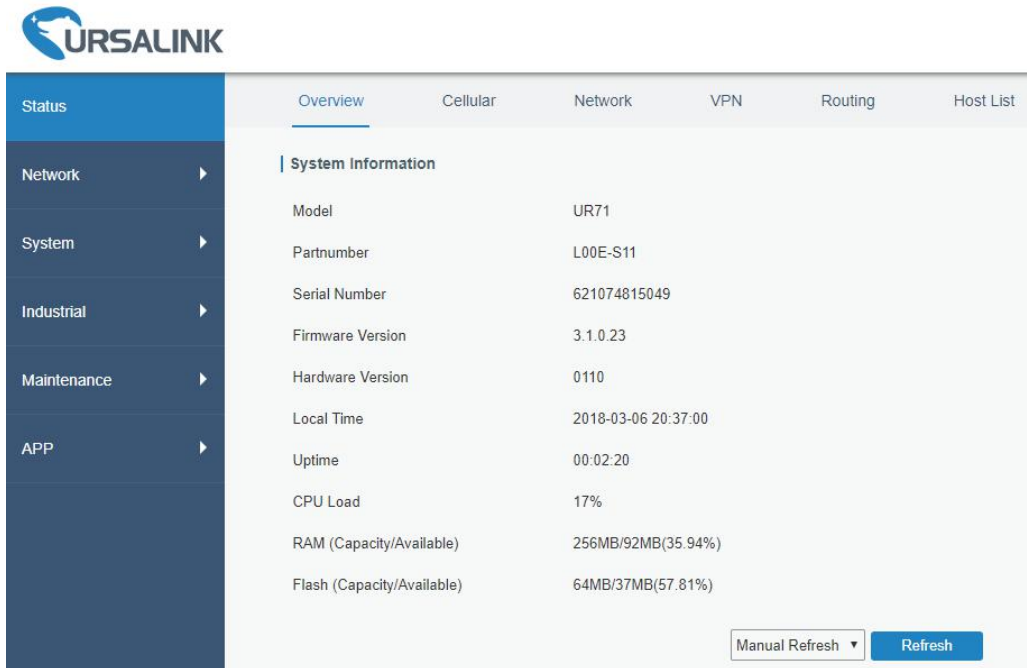 URSALINK
Status
Overview Cellular Network VPN Routing Host List
System Information
Network
Model UR71
Partnumber L00E-S11
System
Serial Number 621074815049
Industrial
Firmware Version 3.1.0.23
Hardware Version 0110
Maintenance
Local Time 2018-03-06 20:37:00
APP
Uptime 00:02:20
CPU Load 17%
RAM (Capacity/Available) 256MB/92MB(35.94%)
Flash (Capacity/Available) 64MB/37MB(57.81%)
Manual Refresh Refresh